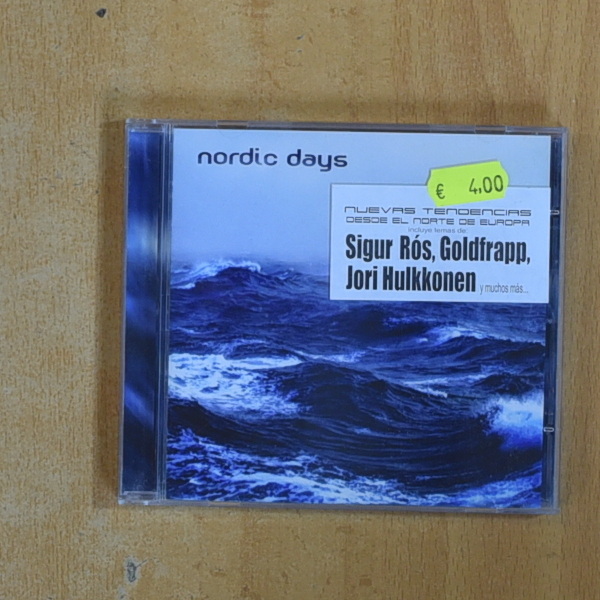 nordic days
€ 4,00
NUEVAS TENDENCIAS
DESDE EL NORTE DE EUROPA
incluye temas de:
Sigur Rós, Goldfrapp,
Jori Hulkkonen y muchos más...